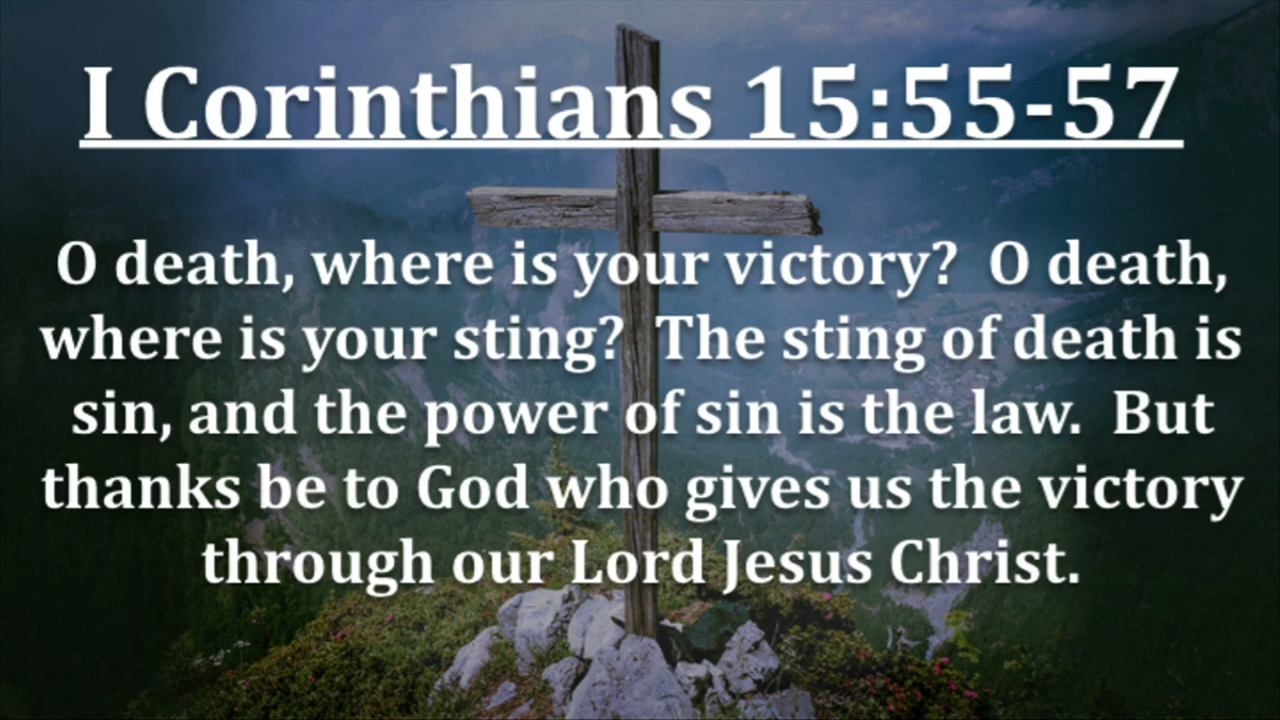 I Corinthians 15:55-57
O death, where is your victory?  O death,
where is your sting?  The sting of death is
sin, and the power of sin is the law.  But
thanks be to God who gives us the victory
through our Lord Jesus Christ.